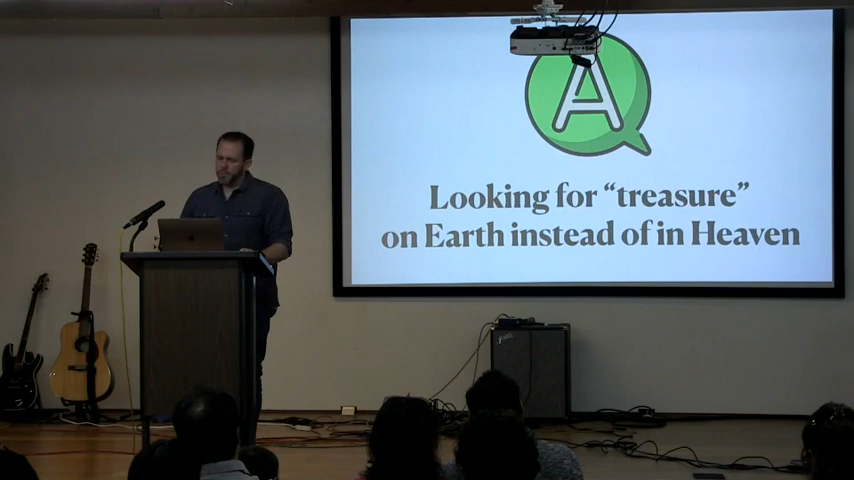 A
Looking for “treasure”
on Earth instead of in Heaven